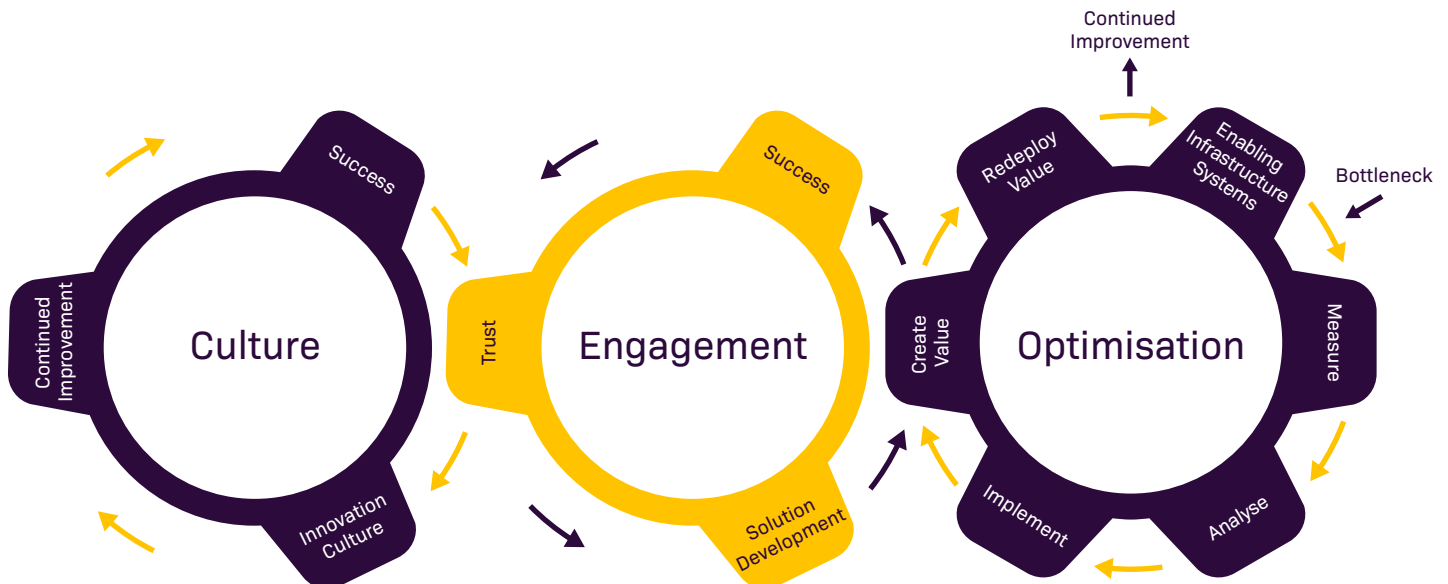 Continued
Improvement
Success
Success
Redeploy
Value
Enabling
Infrastructure
Systems
Bottleneck
Continued
Improvement
Culture
Trust
Engagement
Create
Value
Optimisation
Measure
Innovation
Culture
Solution
Development
Implement
Analyse